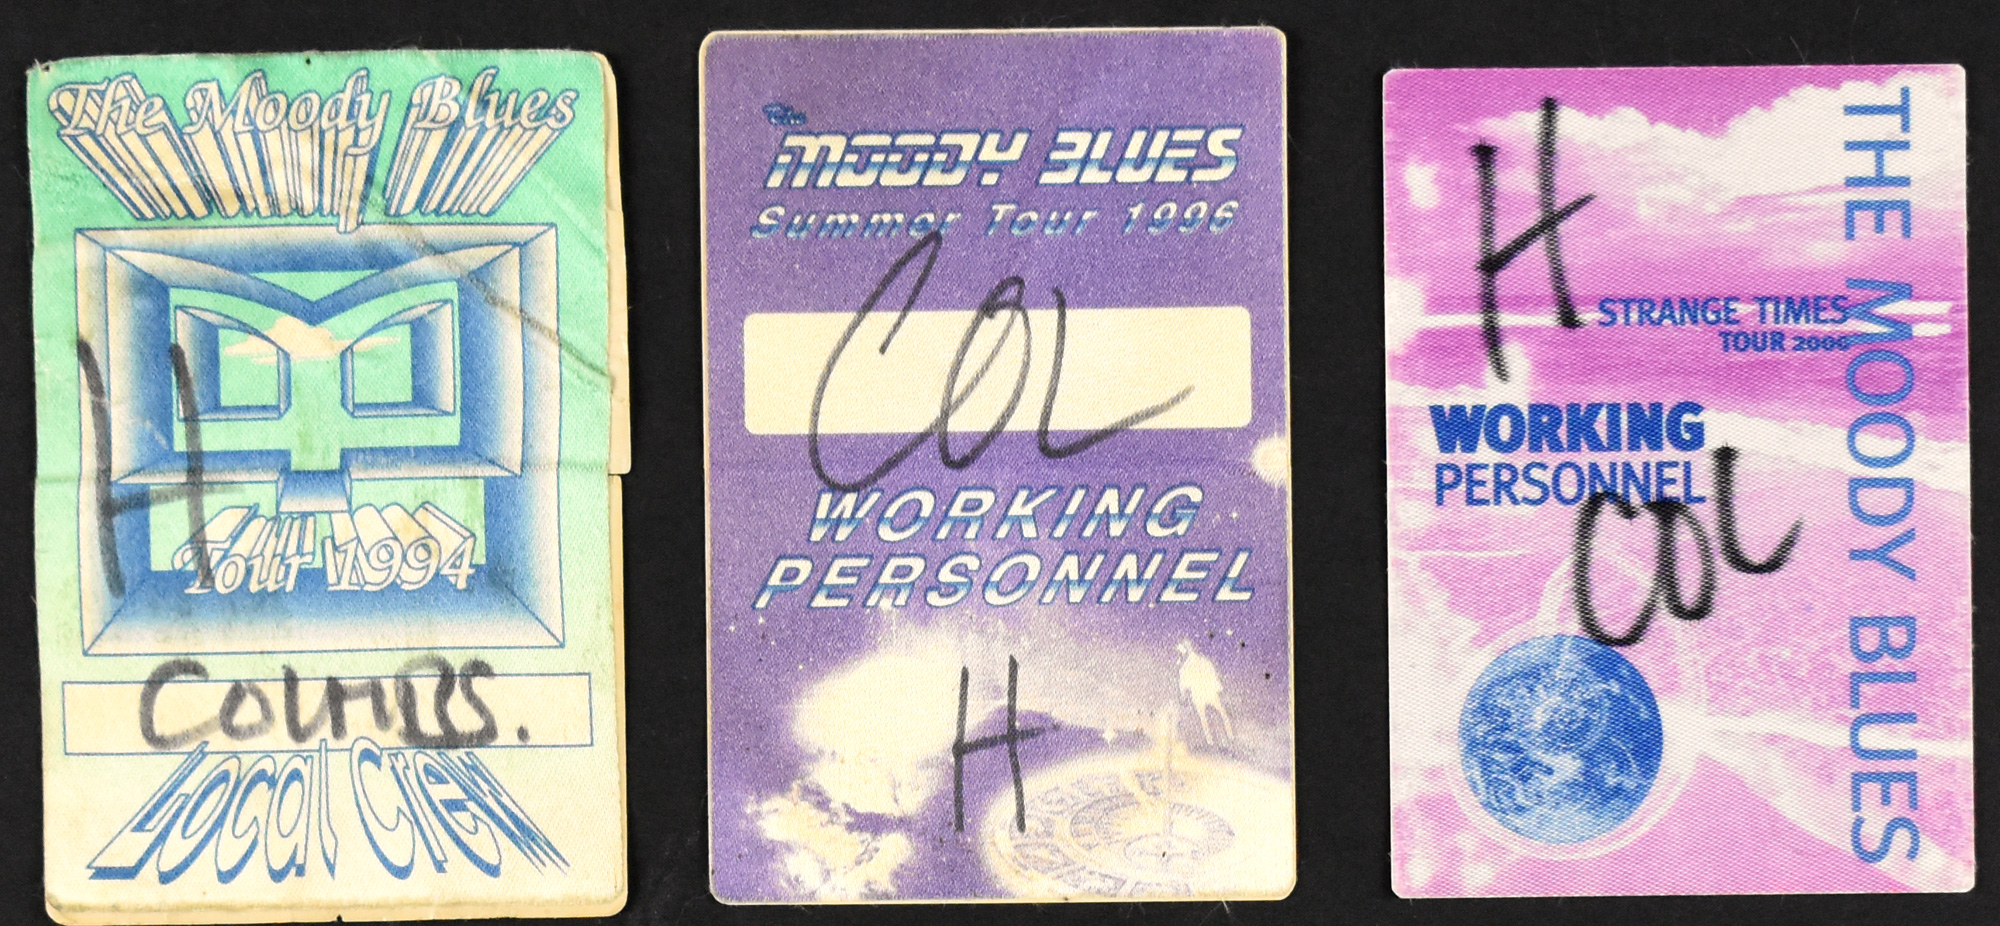 The Moody Blues
H
Tour 1994
COLMBS.
Local Crew
The
MOODY BLUES
Summer Tour 1996
COL
WORKING
PERSONNEL
H
H
STRANGE TIMES
TOUR 2000
WORKING
PERSONNEL
COL
THE MOODY BLUES